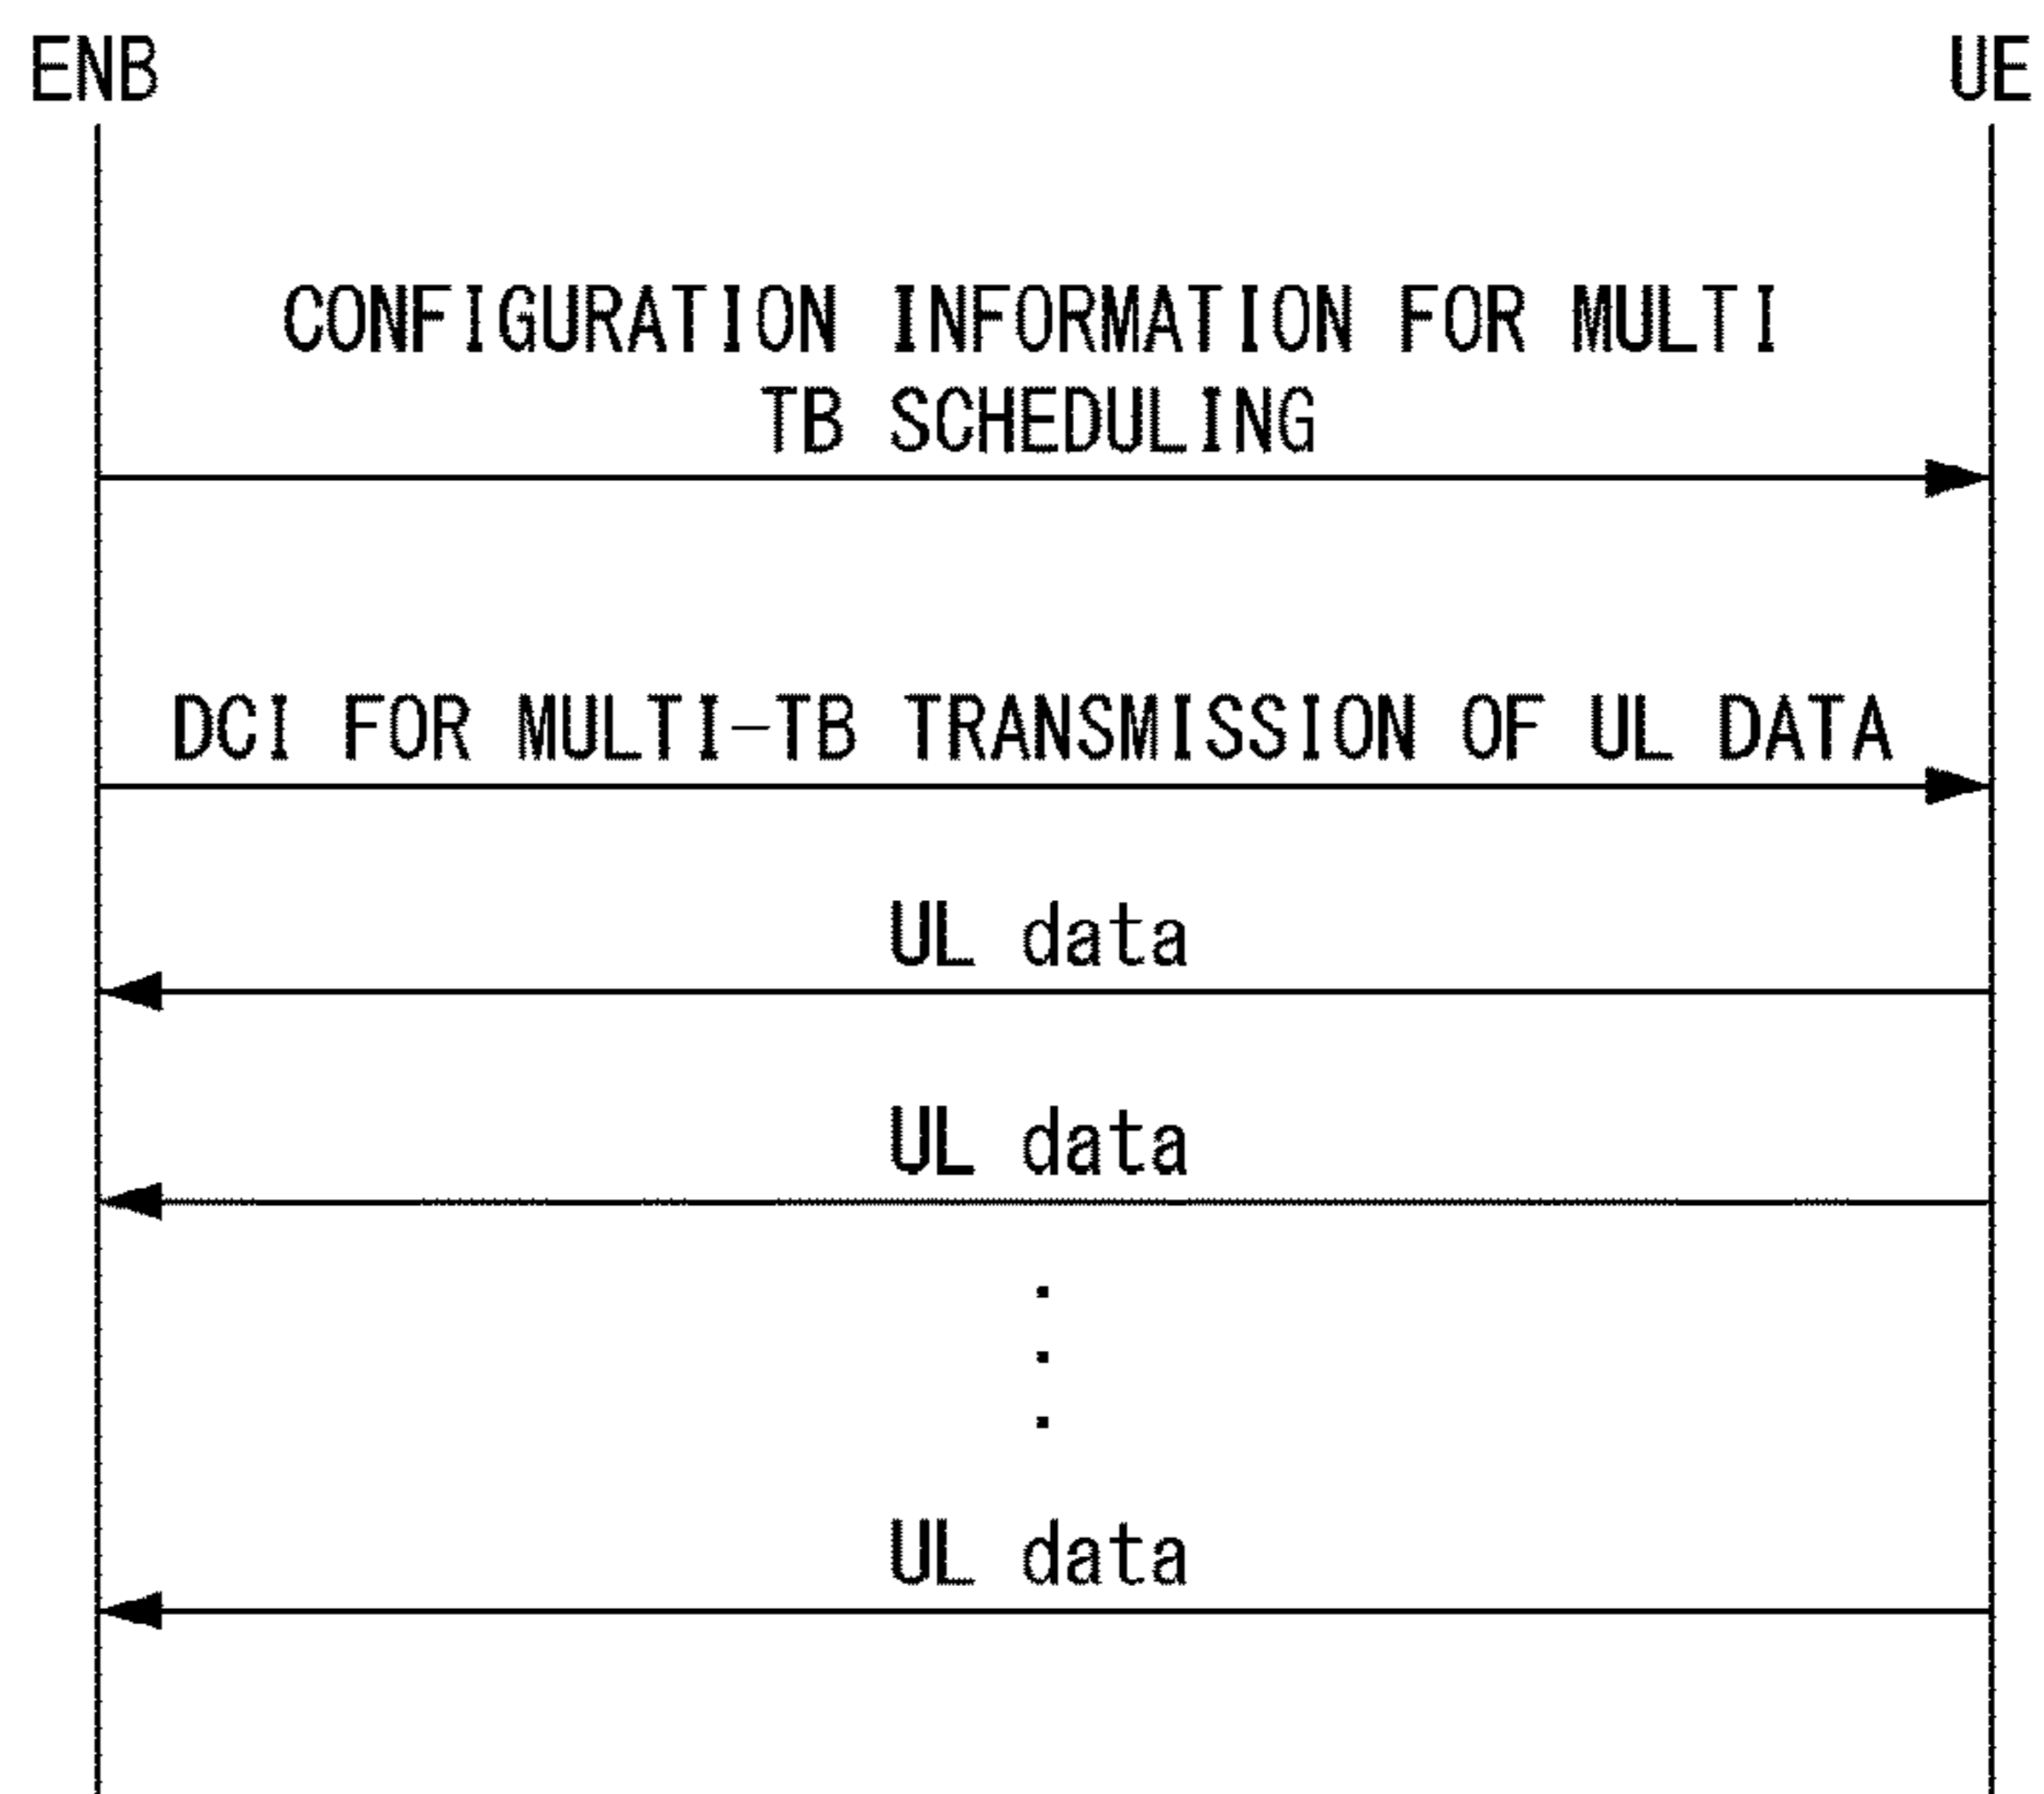 ENB UE
CONFIGURATION INFORMATION FOR MULTI
TB SCHEDULING
DCI FOR MULTI-TB TRANSMISSION OF UL DATA
UL data
UL data
UL data